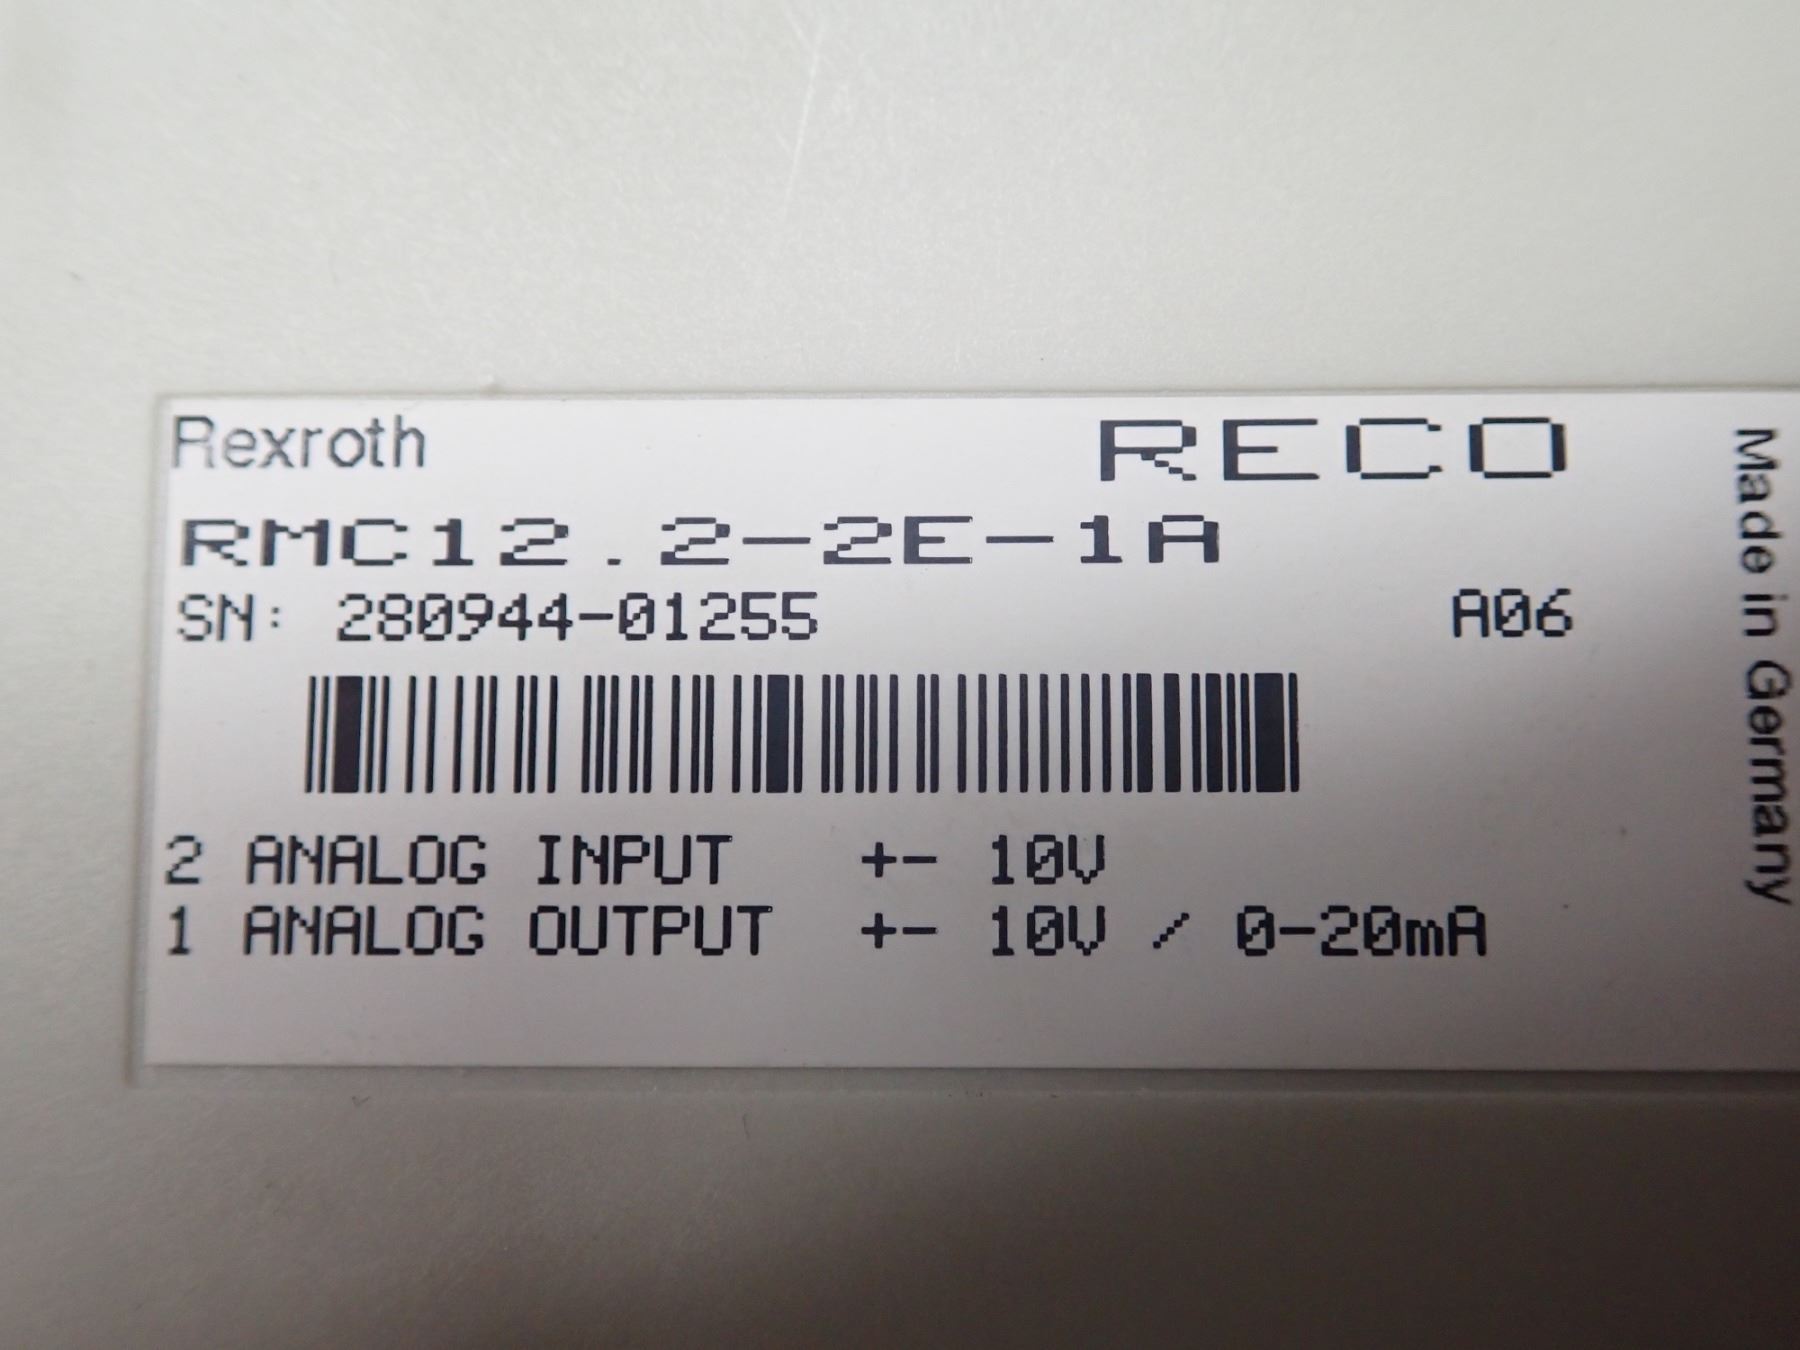 Rexroth RECO
RMC12.2-2E-1A
SN: 280944-01255 A06
2 ANALOG INPUT +- 10V
1 ANALOG OUTPUT +- 10V / 0-20mA
Made in Germany